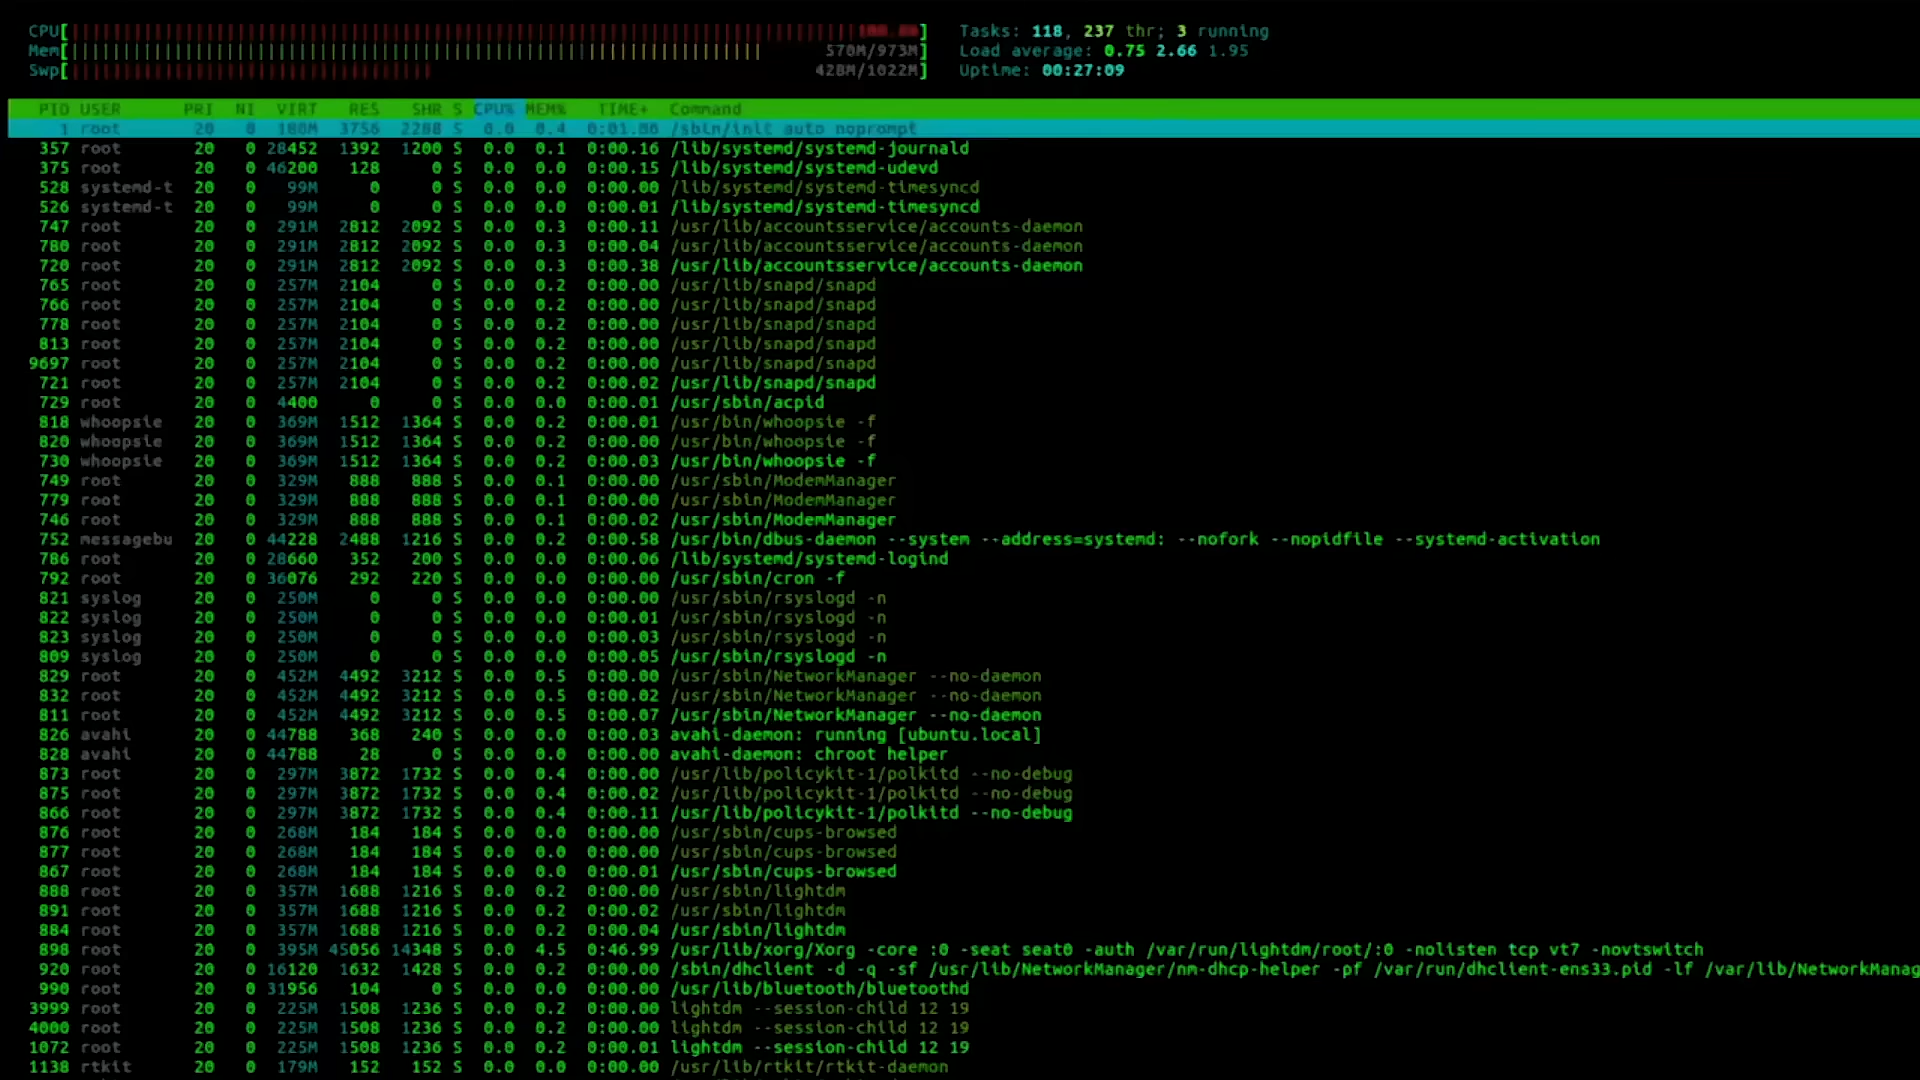 CPU[||||||||||||||||||||||||||||||||||||||||||||||||||||||100.0%] Tasks: 118, 237 thr; 3 running
Mem[||||||||||||||||||||||||||||||||||||||||||||||||570M/973M] Load average: 0.75 2.66 1.95
Swp[||||||||||||||||||||||||||||428M/1022M] Uptime: 00:27:09
PID USER PRI NI VIRT RES SHR S CPU% MEM% TIME+ Command
1 root 20 0 180M 3756 2288 S 0.0 0.4 0:01.80 /sbin/init auto noprompt
357 root 20 0 28452 1392 1200 S 0.0 0.1 0:00.16 /lib/systemd/systemd-journald
375 root 20 0 46200 128 0 S 0.0 0.0 0:00.15 /lib/systemd/systemd-udevd
528 systemd-t 20 0 99M 0 0 S 0.0 0.0 0:00.00 /lib/systemd/systemd-timesyncd
526 systemd-t 20 0 99M 0 0 S 0.0 0.0 0:00.01 /lib/systemd/systemd-timesyncd
747 root 20 0 291M 2812 2092 S 0.0 0.3 0:00.11 /usr/lib/accountsservice/accounts-daemon
780 root 20 0 291M 2812 2092 S 0.0 0.3 0:00.04 /usr/lib/accountsservice/accounts-daemon
720 root 20 0 291M 2812 2092 S 0.0 0.3 0:00.38 /usr/lib/accountsservice/accounts-daemon
765 root 20 0 257M 2104 0 S 0.0 0.2 0:00.00 /usr/lib/snapd/snapd
766 root 20 0 257M 2104 0 S 0.0 0.2 0:00.00 /usr/lib/snapd/snapd
778 root 20 0 257M 2104 0 S 0.0 0.2 0:00.00 /usr/lib/snapd/snapd
813 root 20 0 257M 2104 0 S 0.0 0.2 0:00.00 /usr/lib/snapd/snapd
9697 root 20 0 257M 2104 0 S 0.0 0.2 0:00.00 /usr/lib/snapd/snapd
721 root 20 0 257M 2104 0 S 0.0 0.2 0:00.02 /usr/lib/snapd/snapd
729 root 20 0 4400 0 0 S 0.0 0.0 0:00.01 /usr/sbin/acpid
818 whoopsie 20 0 369M 1512 1364 S 0.0 0.2 0:00.01 /usr/bin/whoopsie -f
820 whoopsie 20 0 369M 1512 1364 S 0.0 0.2 0:00.00 /usr/bin/whoopsie -f
730 whoopsie 20 0 369M 1512 1364 S 0.0 0.2 0:00.03 /usr/bin/whoopsie -f
749 root 20 0 329M 888 888 S 0.0 0.1 0:00.00 /usr/sbin/ModemManager
779 root 20 0 329M 888 888 S 0.0 0.1 0:00.00 /usr/sbin/ModemManager
746 root 20 0 329M 888 888 S 0.0 0.1 0:00.02 /usr/sbin/ModemManager
752 messagebu 20 0 44228 2488 1216 S 0.0 0.2 0:00.58 /usr/bin/dbus-daemon --system --address=systemd: --nofork --nopidfile --systemd-activation
786 root 20 0 28660 352 200 S 0.0 0.0 0:00.06 /lib/systemd/systemd-logind
792 root 20 0 36076 292 220 S 0.0 0.0 0:00.00 /usr/sbin/cron -f
821 syslog 20 0 250M 0 0 S 0.0 0.0 0:00.00 /usr/sbin/rsyslogd -n
822 syslog 20 0 250M 0 0 S 0.0 0.0 0:00.01 /usr/sbin/rsyslogd -n
823 syslog 20 0 250M 0 0 S 0.0 0.0 0:00.03 /usr/sbin/rsyslogd -n
809 syslog 20 0 250M 0 0 S 0.0 0.0 0:00.05 /usr/sbin/rsyslogd -n
829 root 20 0 452M 4492 3212 S 0.0 0.5 0:00.00 /usr/sbin/NetworkManager --no-daemon
832 root 20 0 452M 4492 3212 S 0.0 0.5 0:00.02 /usr/sbin/NetworkManager --no-daemon
811 root 20 0 452M 4492 3212 S 0.0 0.5 0:00.07 /usr/sbin/NetworkManager --no-daemon
826 avahi 20 0 44788 368 240 S 0.0 0.0 0:00.03 avahi-daemon: running [ubuntu.local]
828 avahi 20 0 44788 28 0 S 0.0 0.0 0:00.00 avahi-daemon: chroot helper
873 root 20 0 297M 3872 1732 S 0.0 0.4 0:00.00 /usr/lib/policykit-1/polkitd --no-debug
875 root 20 0 297M 3872 1732 S 0.0 0.4 0:00.02 /usr/lib/policykit-1/polkitd --no-debug
866 root 20 0 297M 3872 1732 S 0.0 0.4 0:00.11 /usr/lib/policykit-1/polkitd --no-debug
876 root 20 0 268M 184 184 S 0.0 0.0 0:00.00 /usr/sbin/cups-browsed
877 root 20 0 268M 184 184 S 0.0 0.0 0:00.00 /usr/sbin/cups-browsed
867 root 20 0 268M 184 184 S 0.0 0.0 0:00.01 /usr/sbin/cups-browsed
888 root 20 0 357M 1688 1216 S 0.0 0.2 0:00.00 /usr/sbin/lightdm
891 root 20 0 357M 1688 1216 S 0.0 0.2 0:00.02 /usr/sbin/lightdm
884 root 20 0 357M 1688 1216 S 0.0 0.2 0:00.04 /usr/sbin/lightdm
898 root 20 0 395M 45056 14348 S 0.0 4.5 0:46.99 /usr/lib/xorg/Xorg -core :0 -seat seat0 -auth /var/run/lightdm/root/:0 -nolisten tcp vt7 -novtswitch
920 root 20 0 16120 1632 1428 S 0.0 0.2 0:00.00 /sbin/dhclient -d -q -sf /usr/lib/NetworkManager/nm-dhcp-helper -pf /var/run/dhclient-ens33.pid -lf /var/lib/NetworkManag
990 root 20 0 31956 104 0 S 0.0 0.0 0:00.00 /usr/lib/bluetooth/bluetoothd
3999 root 20 0 225M 1508 1236 S 0.0 0.2 0:00.00 lightdm --session-child 12 19
4000 root 20 0 225M 1508 1236 S 0.0 0.2 0:00.00 lightdm --session-child 12 19
1072 root 20 0 225M 1508 1236 S 0.0 0.2 0:00.01 lightdm --session-child 12 19
1138 rtkit 20 0 179M 152 152 S 0.0 0.0 0:00.00 /usr/lib/rtkit/rtkit-daemon